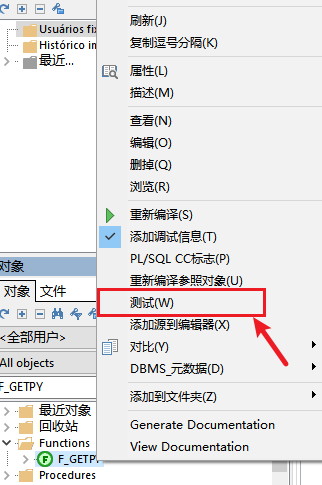 Usuários fix
Histórico im
最近...
对象
对象
文件
<全部用户>
All objects
F_GETPY
最近对象
回收站
Functions
F_GETPY
Procedures
刷新(J)
复制逗号分隔(K)
属性(L)
描述(M)
查看(N)
编辑(O)
删掉(Q)
浏览(R)
重新编译(S)
添加调试信息(T)
PL/SQL CC标志(P)
重新编译参照对象(U)
测试(W)
添加源到编辑器(X)
对比(Y)
DBMS_元数据(D)
添加到文件夹(Z)
Generate Documentation
View Documentation